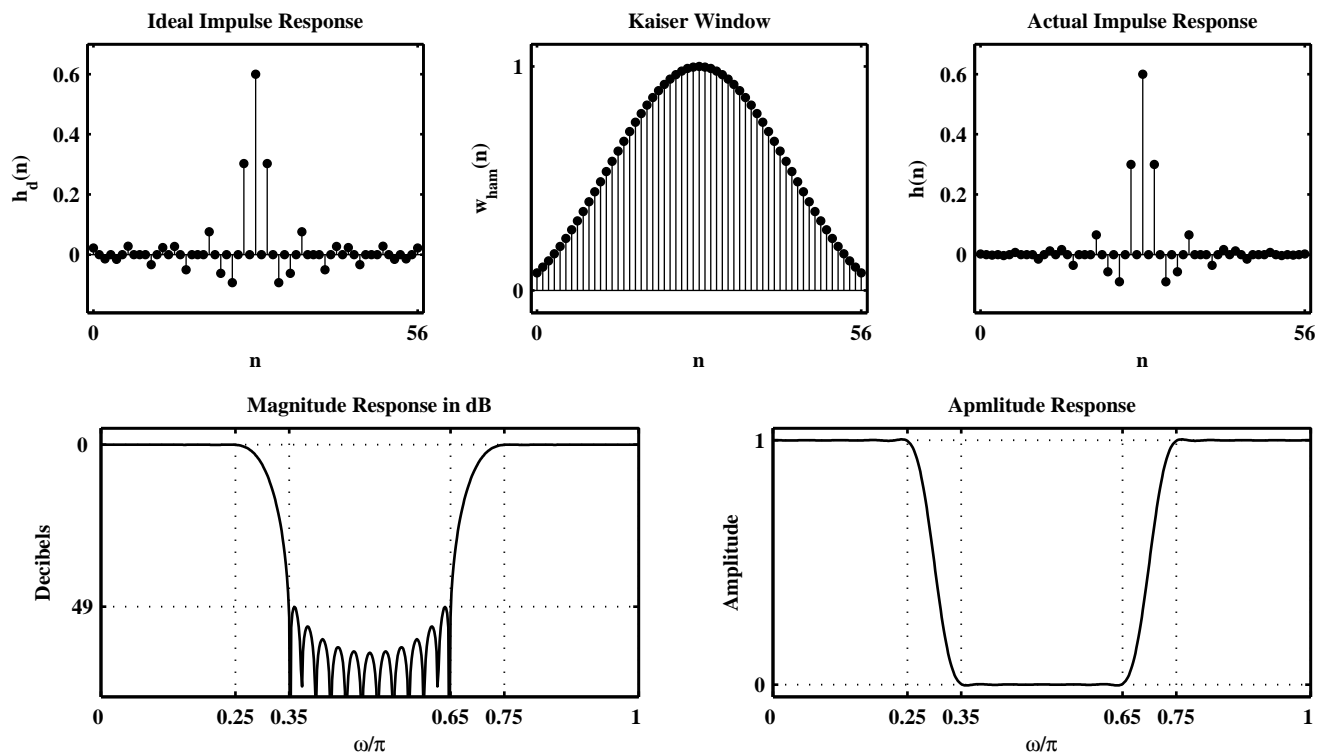 Ideal Impulse Response
h_d(n)
0.6
0.4
0.2
0
0
56
n
Kaiser Window
w_ham(n)
1
0
0
56
n
Actual Impulse Response
h(n)
0.6
0.4
0.2
0
0
56
n
Magnitude Response in dB
Decibels
0
49
0
0.25
0.35
0.65
0.75
1
ω/π
Apmlitude Response
Amplitude
1
0
0
0.25
0.35
0.65
0.75
1
ω/π